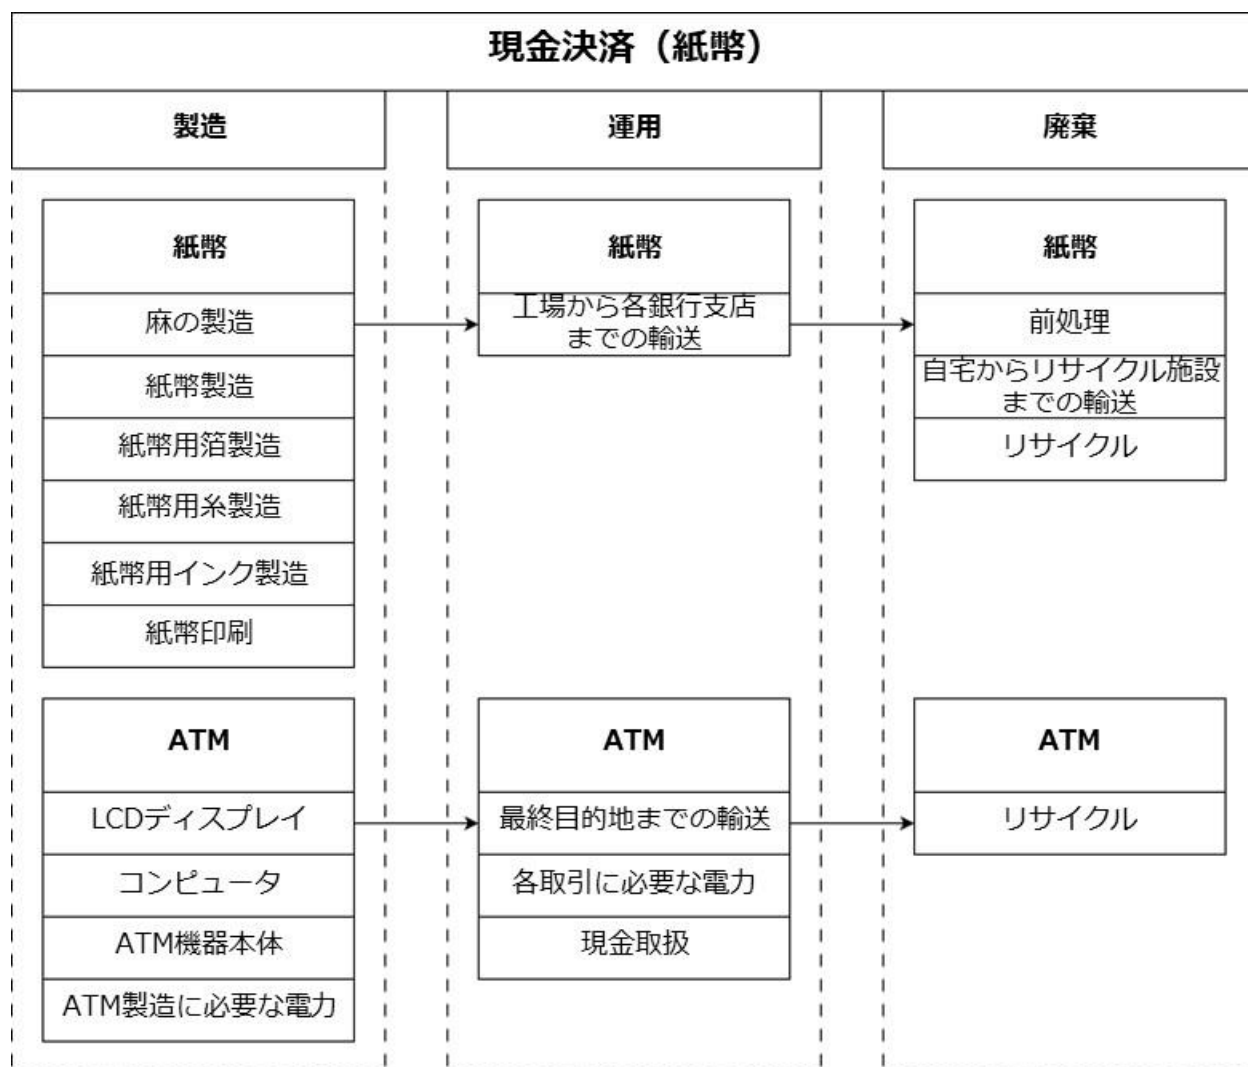 現金決済（紙幣）
製造
運用
廃棄
紙幣
麻の製造
紙幣製造
紙幣用箔製造
紙幣用糸製造
紙幣用インク製造
紙幣印刷
紙幣
工場から各銀行支店
までの輸送
紙幣
前処理
自宅からリサイクル施設
までの輸送
リサイクル
ATM
LCDディスプレイ
コンピュータ
ATM機器本体
ATM製造に必要な電力
ATM
最終目的地までの輸送
各取引に必要な電力
現金取扱
ATM
リサイクル